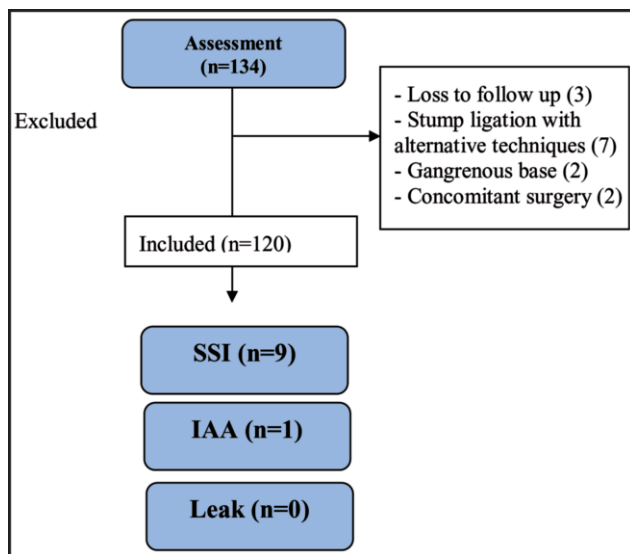 Assessment
(n=134)
Excluded
- Loss to follow up (3)
- Stump ligation with
alternative techniques (7)
- Gangrenous base (2)
- Concomitant surgery (2)
Included (n=120)
SSI (n=9)
IAA (n=1)
Leak (n=0)